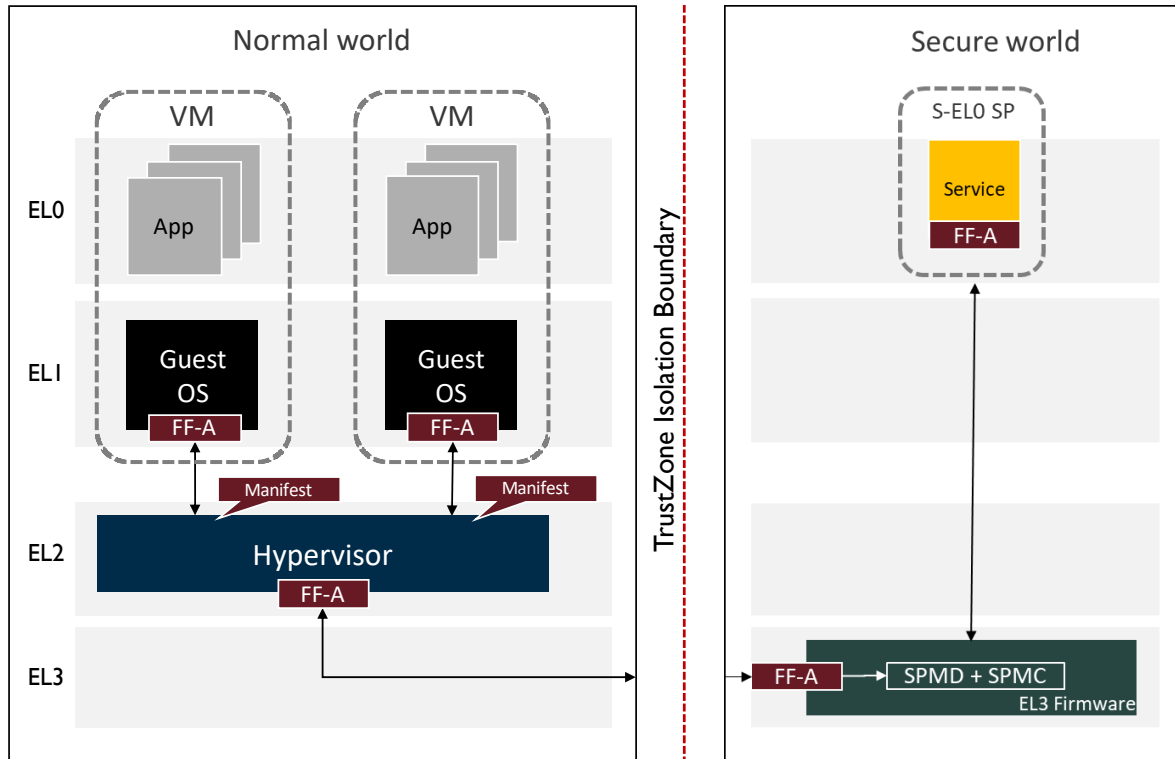 Normal world
VM
VM
EL0
App
App
EL1
Guest
OS
FF-A
Guest
OS
FF-A
Manifest
Manifest
EL2
Hypervisor
FF-A
EL3
TrustZone Isolation Boundary
Secure world
S-EL0 SP
Service
FF-A
FF-A
SPMD + SPMC
EL3 Firmware